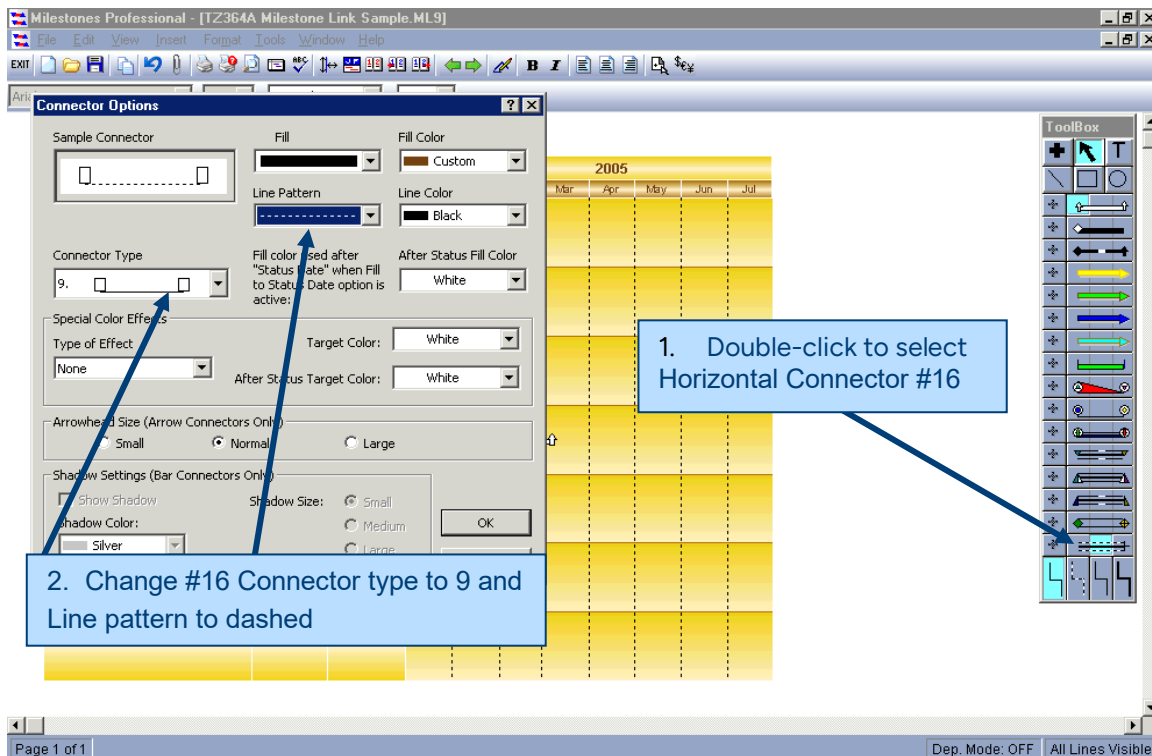 Milestones Professional - [TZ364A Milestone Link Sample.ML9]
File Edit View Insert Format Tools Window Help
EXIT
ABC
B I
$€¥
Connector Options
Sample Connector
Fill
Fill Color
Custom
Line Pattern
Line Color
Black
Connector Type
9.
Fill color used after
"Status Date" when Fill
to Status Date option is
active:
After Status Fill Color
White
Special Color Effects
Type of Effect
None
Target Color:
White
After Status Target Color:
White
Arrowhead Size (Arrow Connectors Only)
Small
Normal
Large
Shadow Settings (Bar Connectors Only)
Show Shadow
Shadow Size:
Small
Shadow Color:
Medium
Silver
Large
OK
2005
Mar Apr May Jun Jul
ToolBox
T
1. Double-click to select
Horizontal Connector #16
2. Change #16 Connector type to 9 and
Line pattern to dashed
Page 1 of 1
Dep. Mode: OFF
All Lines Visible